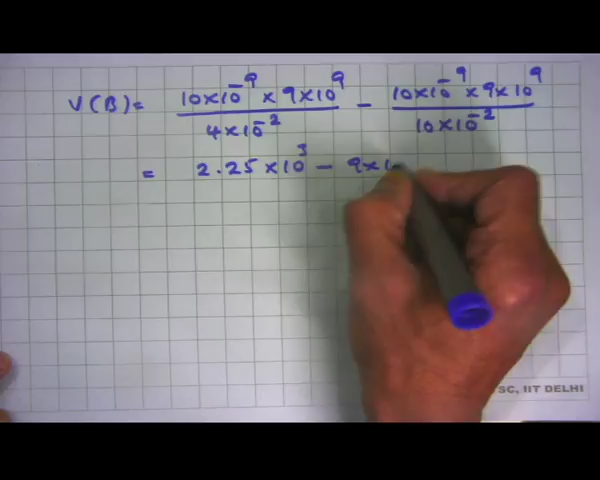 V(B) = (10×10⁻⁹ × 9×10⁹)/(4×10⁻²) − (10×10⁻⁹ × 9×10⁹)/(10×10⁻²)
= 2.25 × 10³ − 9×1
SC, IIT DELHI